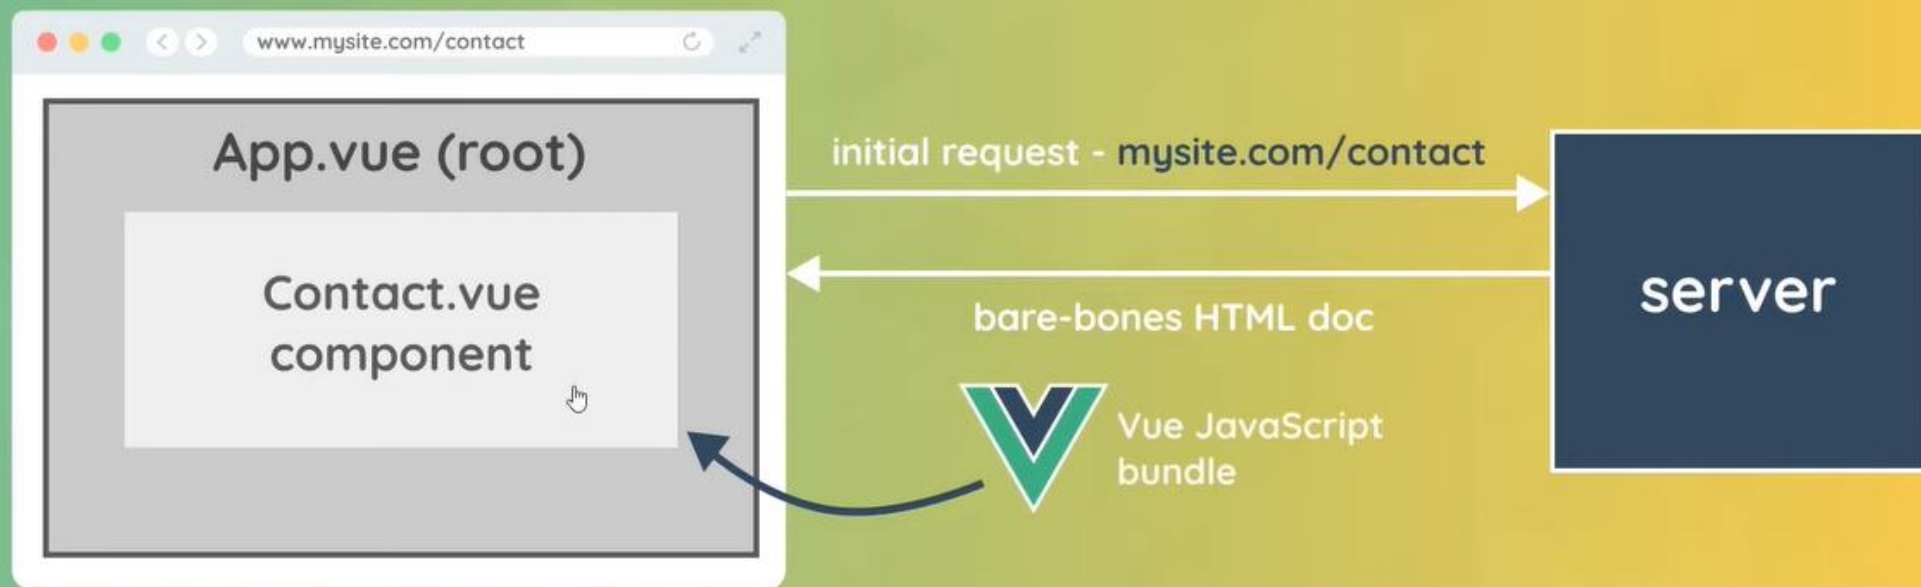 www.mysite.com/contact
App.vue (root)
Contact.vue
component
initial request - mysite.com/contact
bare-bones HTML doc
Vue JavaScript
bundle
server